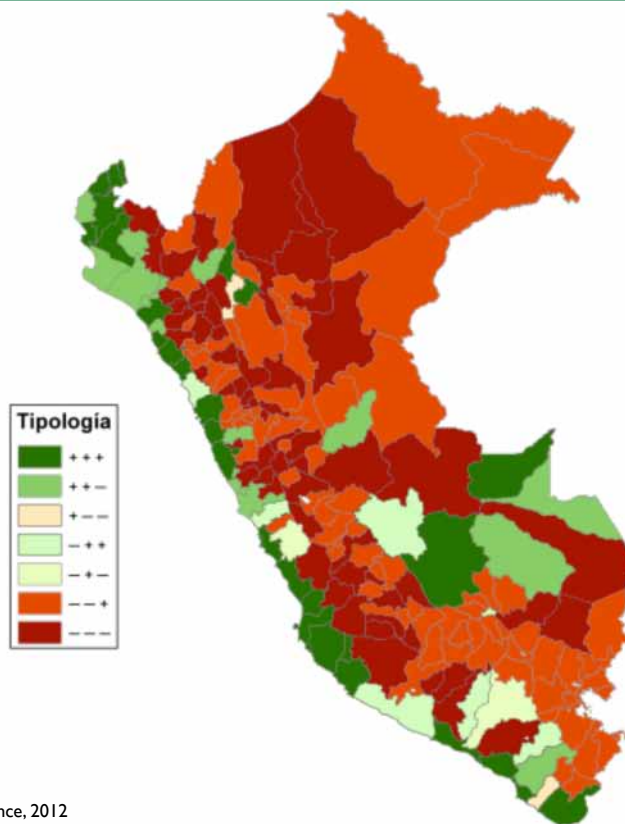 Tipología
+ + +
+ + –
+ – –
– + +
– + –
– – +
– – –
nce, 2012